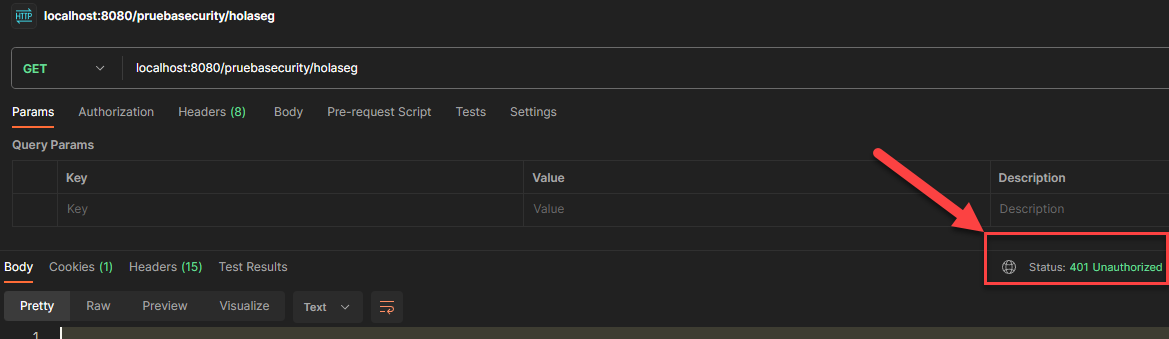 HTTP localhost:8080/pruebasecurity/holaseg
GET localhost:8080/pruebasecurity/holaseg
Params Authorization Headers (8) Body Pre-request Script Tests Settings
Query Params
Key Value Description
Key Value Description
Body Cookies (1) Headers (15) Test Results Status: 401 Unauthorized
Pretty Raw Preview Visualize Text
1